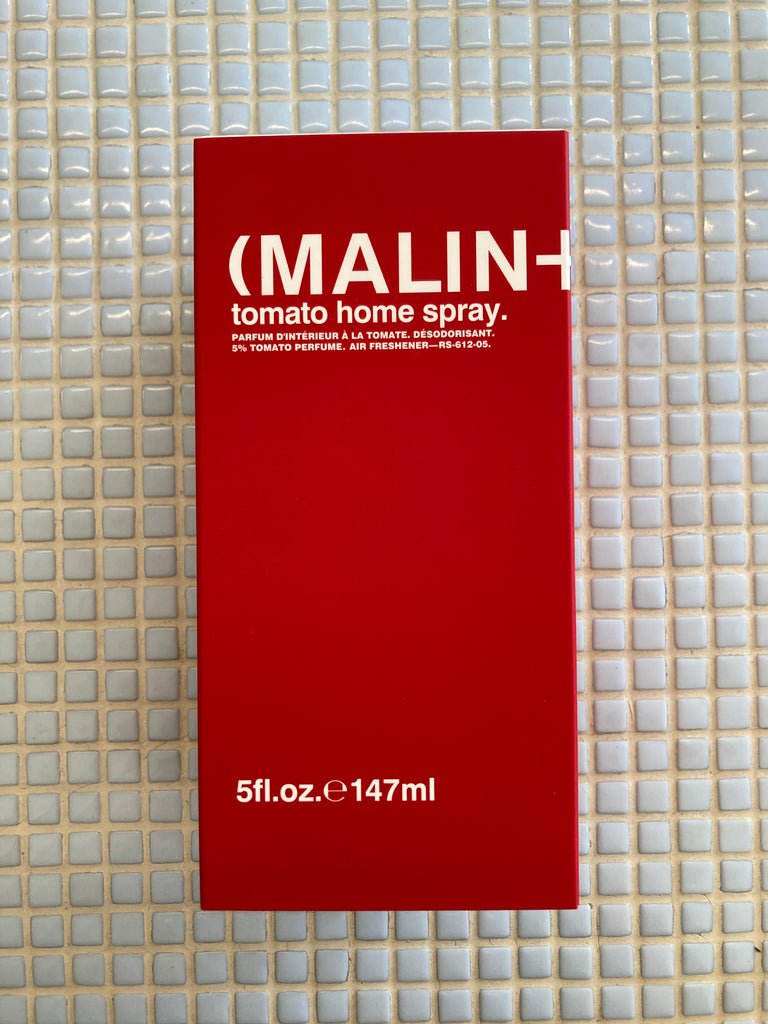 (MALIN+
tomato home spray.
PARFUM D'INTÉRIEUR À LA TOMATE. DÉSODORISANT.
5% TOMATO PERFUME. AIR FRESHENER—RS-612-05.
5fl.oz.℮147ml